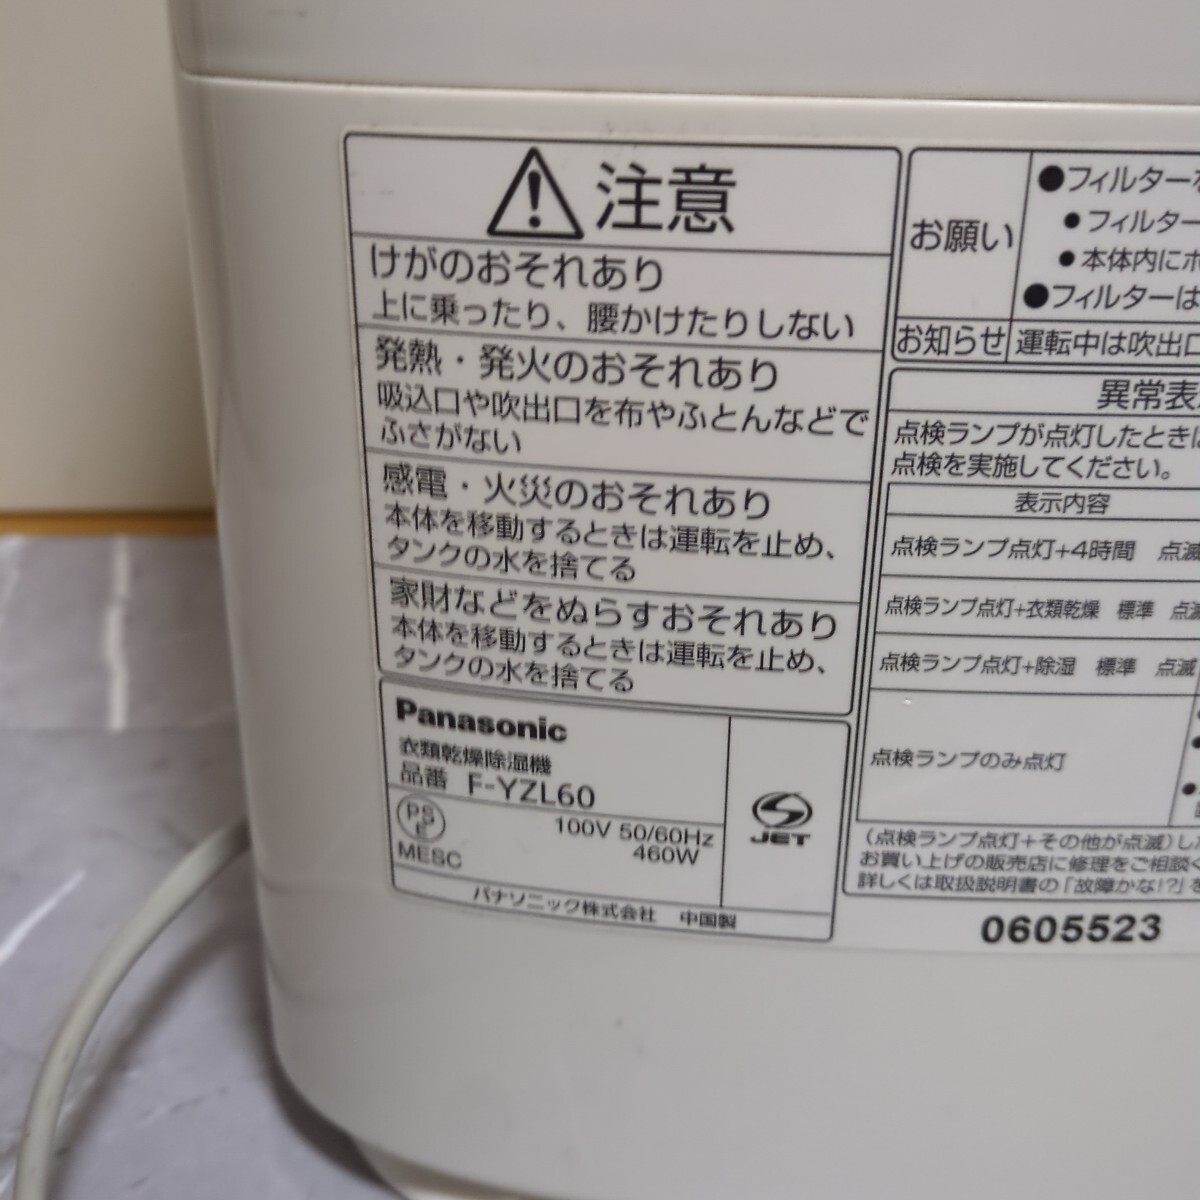 注意
けがのおそれあり
上に乗ったり、腰かけたりしない
発熱・発火のおそれあり
吸込口や吹出口を布やふとんなどで
ふさがない
感電・火災のおそれあり
本体を移動するときは運転を止め、
タンクの水を捨てる
家財などをぬらすおそれあり
本体を移動するときは運転を止め、
タンクの水を捨てる
Panasonic
衣類乾燥除湿機
品番 F-YZL60
PS
E
MESC
100V 50/60Hz
460W
JET
パナソニック株式会社 中国製
お願い
●フィルターを
●フィルター
●本体内にホ
●フィルターは
お知らせ 運転中は吹出口
異常表
点検ランプが点灯したときは
点検を実施してください。
表示内容
点検ランプ点灯+4時間 点滅
点検ランプ点灯+衣類乾燥 標準 点滅
点検ランプ点灯+除湿 標準 点滅
点検ランプのみ点灯
(点検ランプ点灯+その他が点滅)した
お買い上げの販売店に修理をご相談く
詳しくは取扱説明書の「故障かな!?」を
0605523